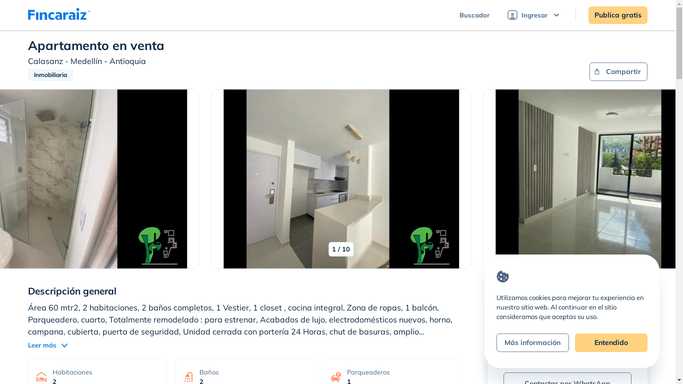 Fincaraiz
Buscador
Ingresar
Publica gratis
Apartamento en venta
Calasanz - Medellín - Antioquia
Inmobiliaria
Compartir
1 / 10
Descripción general
Área 60 mtr2, 2 habitaciones, 2 baños completos, 1 Vestier, 1 closet , cocina integral. Zona de ropas, 1 balcón,
Parqueadero, cuarto, Totalmente remodelado : para estrenar, Acabados de lujo, electrodomésticos nuevos, horno,
campana, cubierta, puerta de seguridad, Unidad cerrada con portería 24 Horas, chut de basuras, amplio...
Leer más
Habitaciones
2
Baños
2
Parqueaderos
1
Utilizamos cookies para mejorar tu experiencia en
nuestro sitio web. Al continuar en el sitio
consideramos que aceptas su uso.
Más información
Entendido
Contactar por WhatsApp